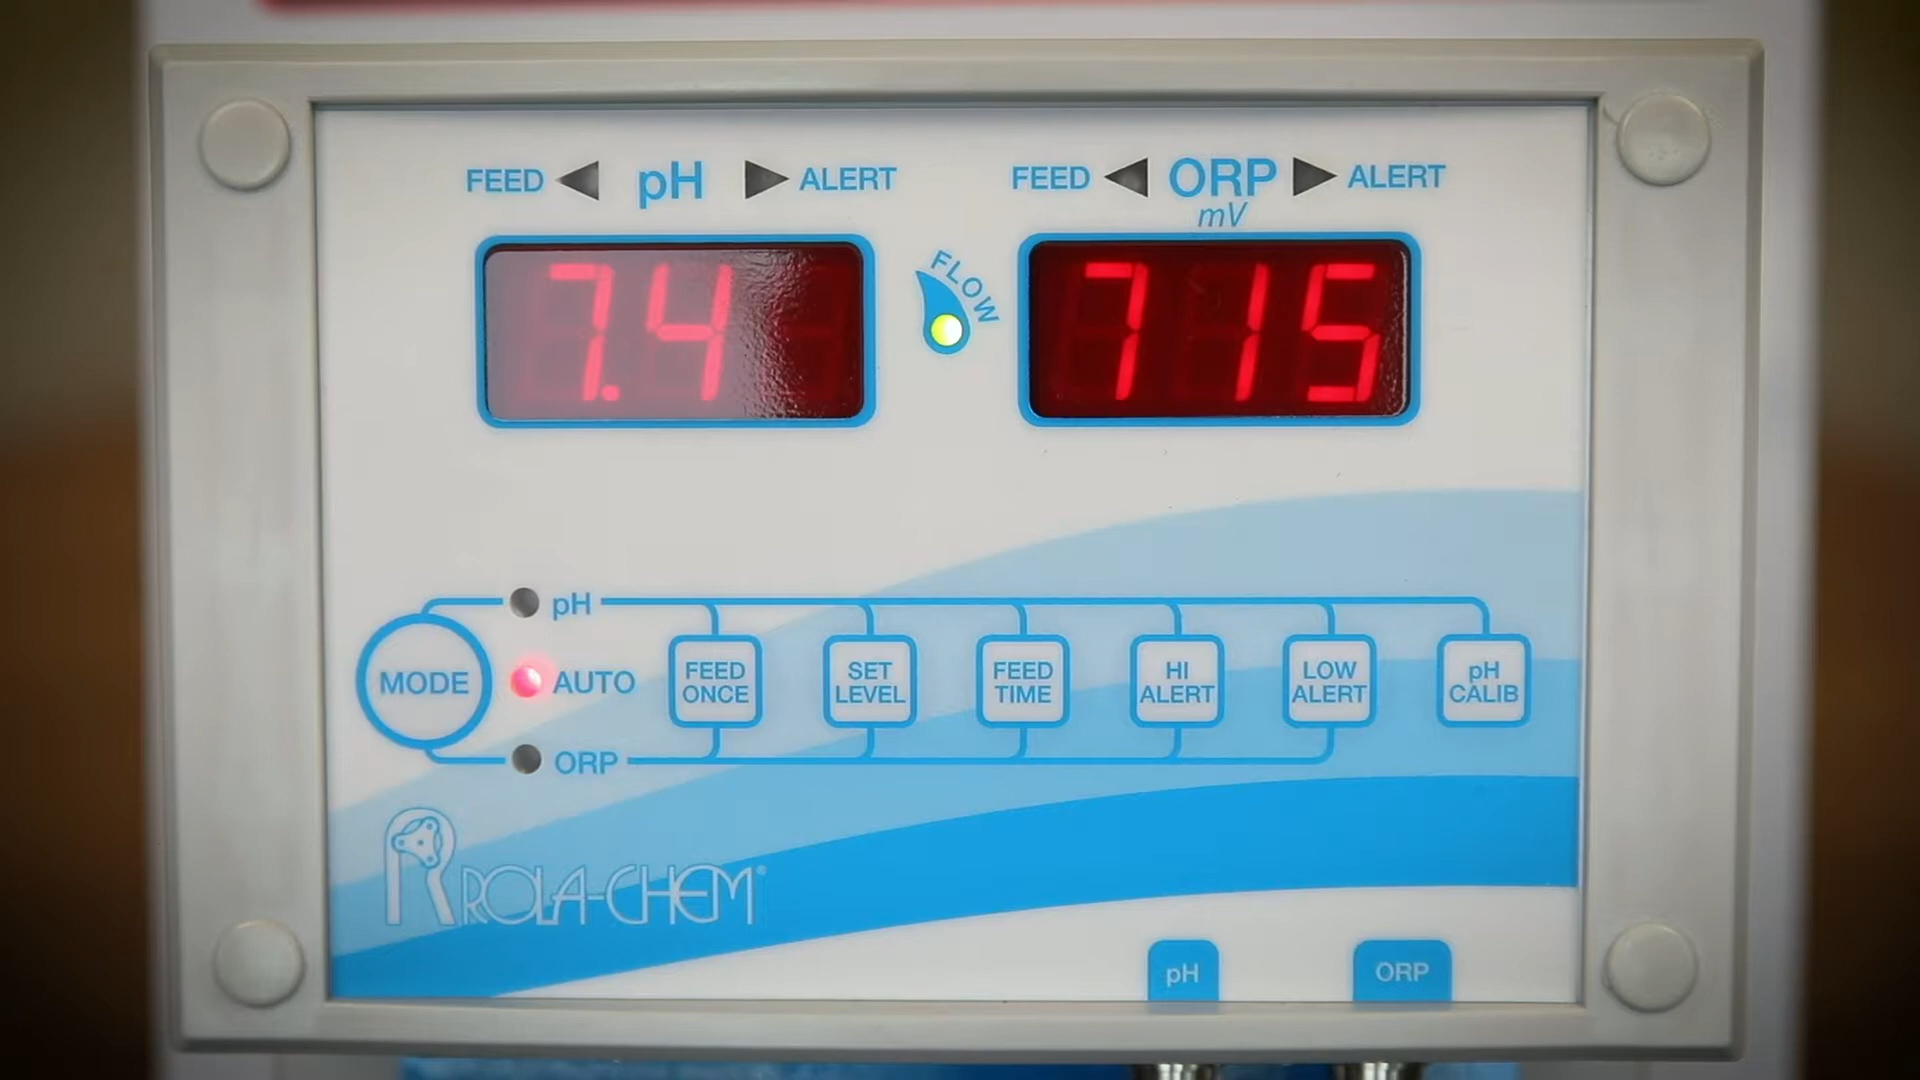 FEED pH ALERT
FEED ORP ALERT
mV
7.4
FLOW
715
pH
MODE
AUTO
ORP
FEED
ONCE
SET
LEVEL
FEED
TIME
HI
ALERT
LOW
ALERT
pH
CALIB
ROLA-CHEM®
pH
ORP